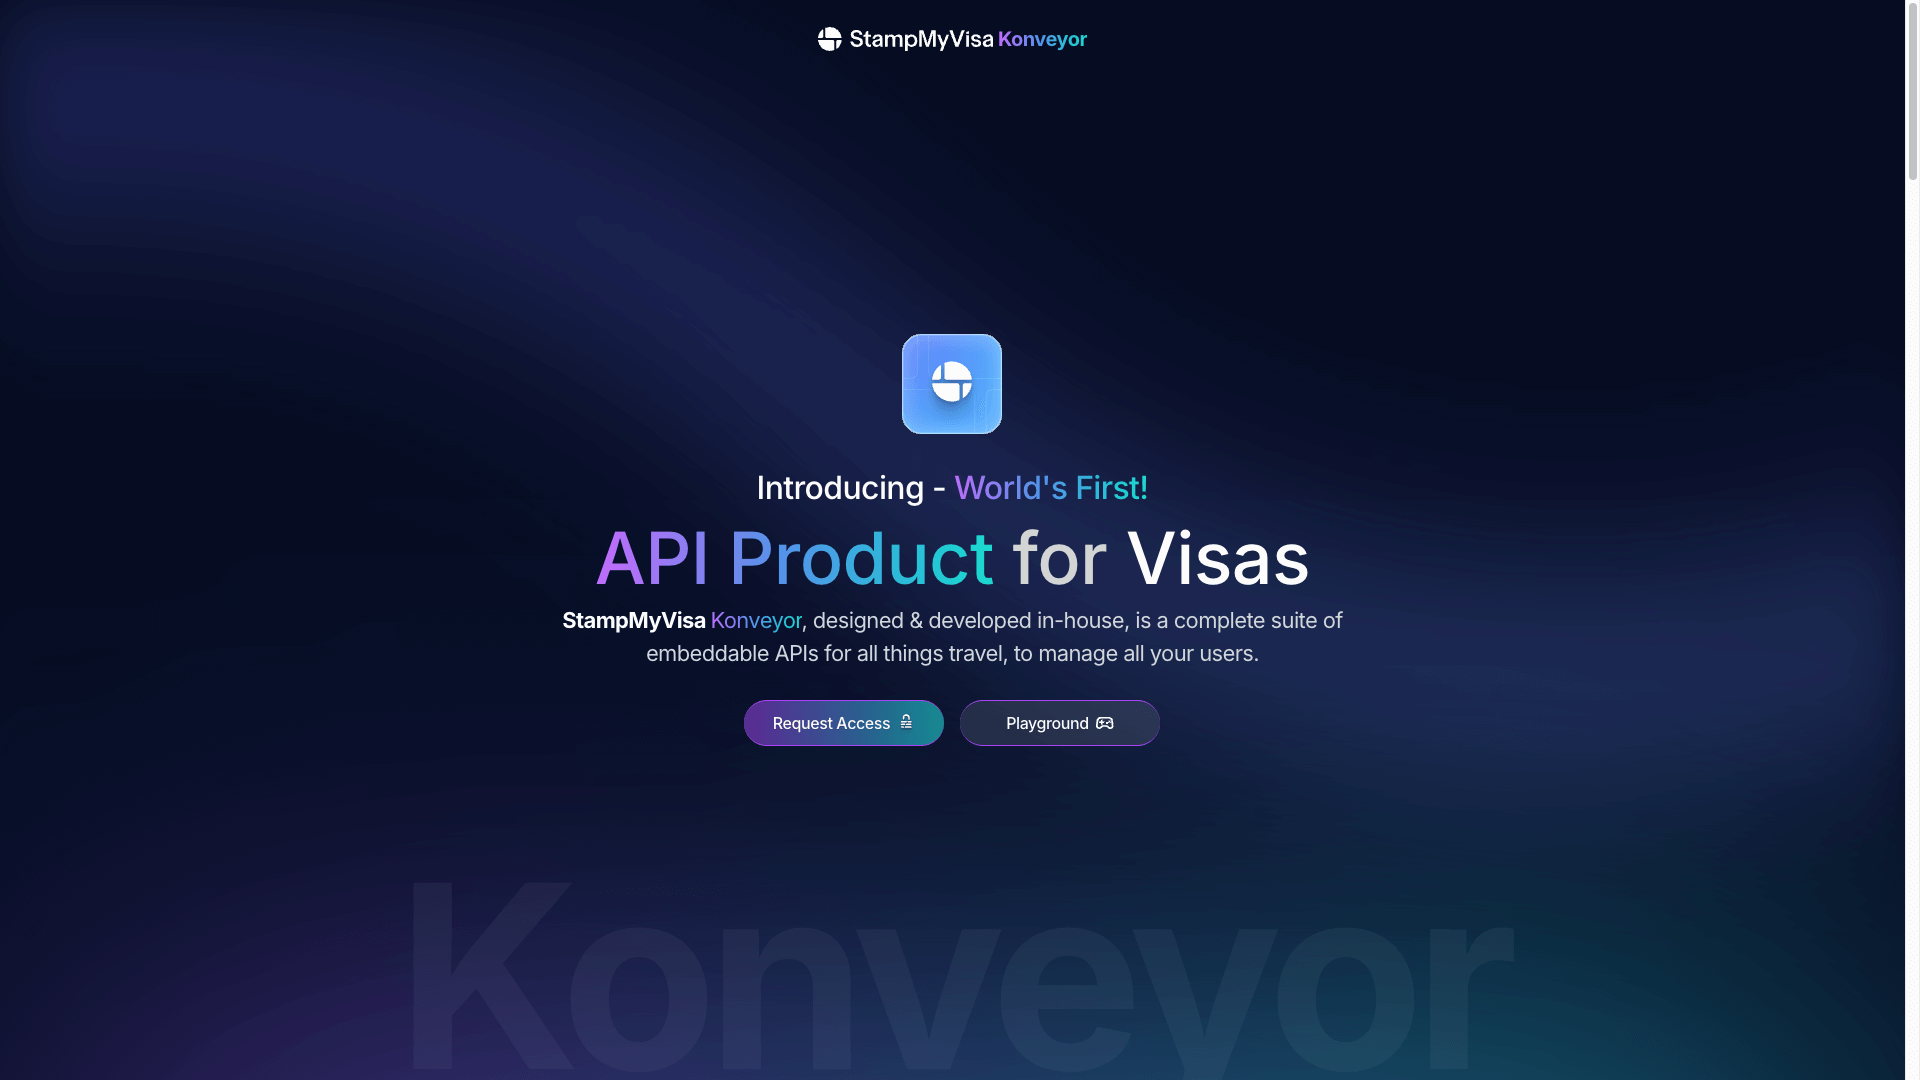 StampMyVisa Konveyor
Introducing - World's First!
API Product for Visas
StampMyVisa Konveyor, designed & developed in-house, is a complete suite of
embeddable APIs for all things travel, to manage all your users.
Request Access
Playground
Konveyor